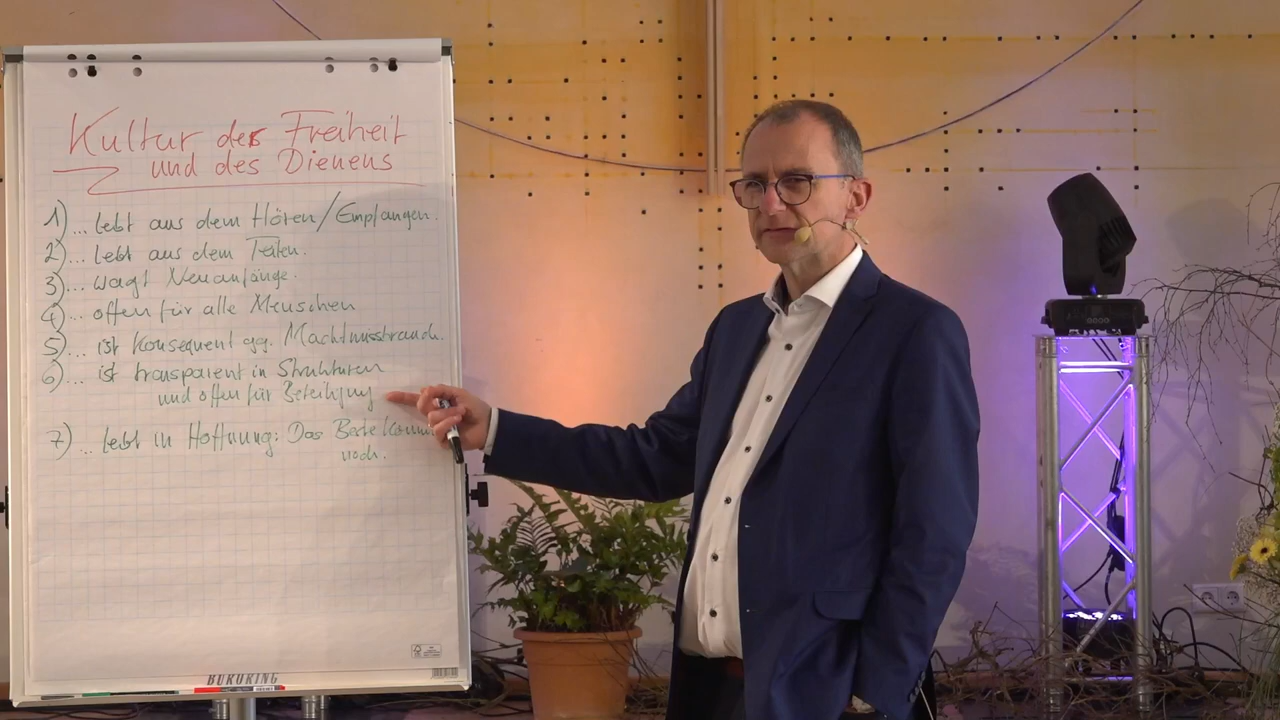 Kultur der Freiheit
und des Dienens
1) ... lebt aus dem Hören/Empfangen.
2) ... lebt aus dem Teilen.
3) ... wagt Neuanfänge.
4) ... offen für alle Menschen
5) ... ist konsequent ggg. Machtmissbrauch.
6) ... ist transparent in Strukturen
und offen für Beteiligung
7) ... lebt in Hoffnung: Das Beste kommt
noch.
BÜROKING